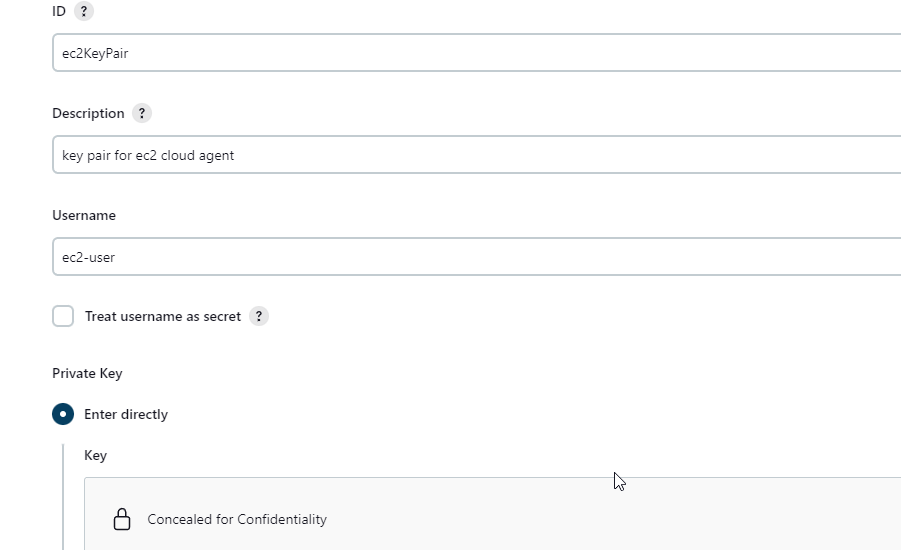 ID ?
ec2KeyPair
Description ?
key pair for ec2 cloud agent
Username
ec2-user
Treat username as secret ?
Private Key
Enter directly
Key
Concealed for Confidentiality